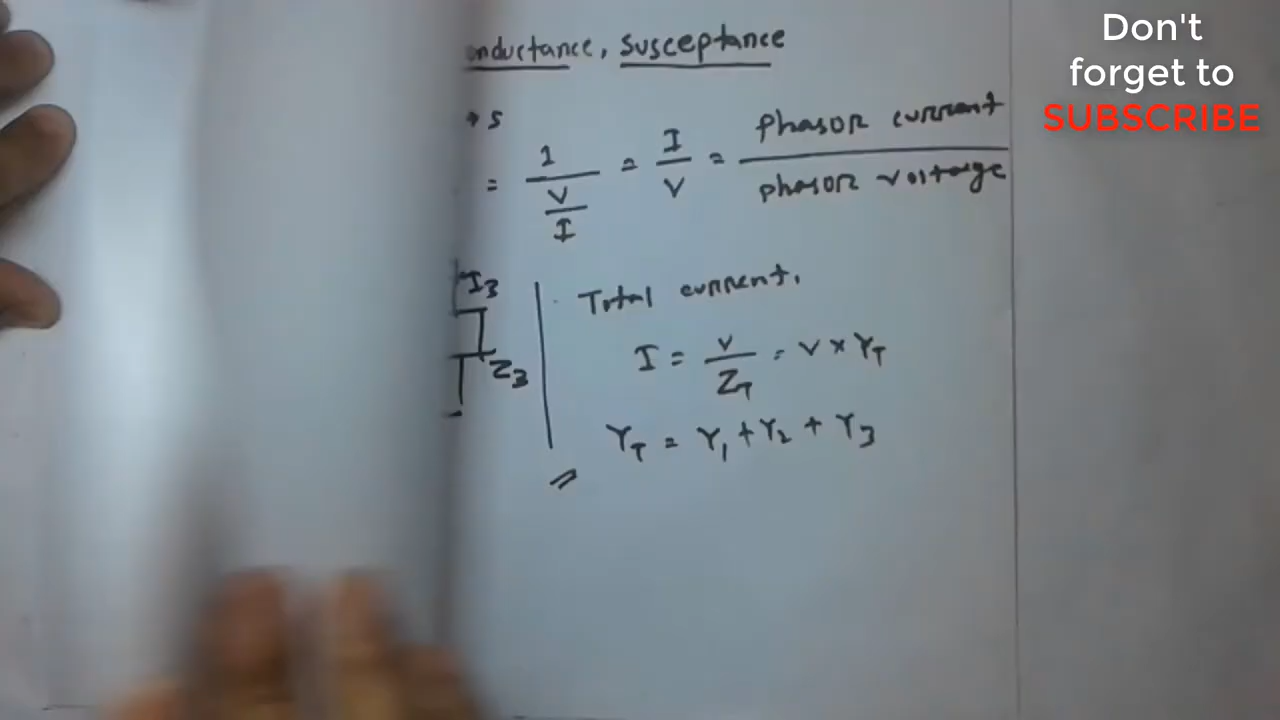 onductance, susceptance
→ s
= 1 / (V / I) = I / V = phasor current / phasor voltage
I3
Z3
Total current.
I = V / ZT = V × YT
YT = Y1 + Y2 + Y3
Don't
forget to
SUBSCRIBE